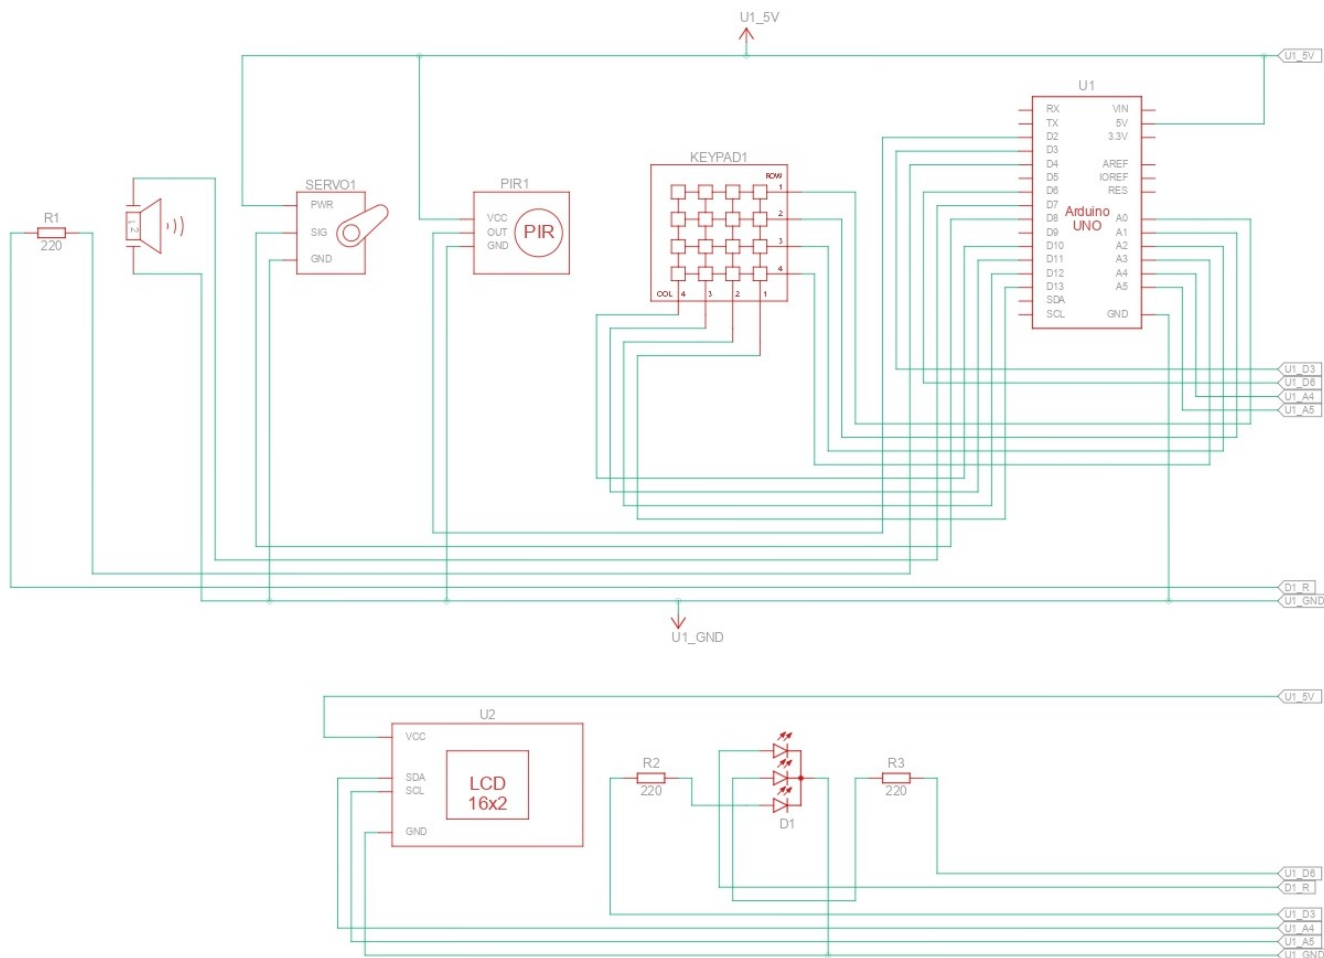 U1_5V
U1_5V
U1
RX VIN
TX 5V
D2 3.3V
D3
D4 AREF
D5 IOREF
D6 RES
D7
D8 A0
D9 A1
D10 A2
D11 A3
D12 A4
D13 A5
SDA
SCL GND
Arduino
UNO
KEYPAD1
ROW
1
2
3
4
COL 4 3 2 1
PIR1
VCC
OUT
GND
PIR
SERVO1
PWR
SIG
GND
R1
220
U1_D3
U1_D6
U1_A4
U1_A5
D1_R
U1_GND
U1_GND
U1_5V
U2
VCC
SDA
SCL
GND
LCD
16x2
R2
220
D1
R3
220
U1_D6
D1_R
U1_D3
U1_A4
U1_A5
U1_GND